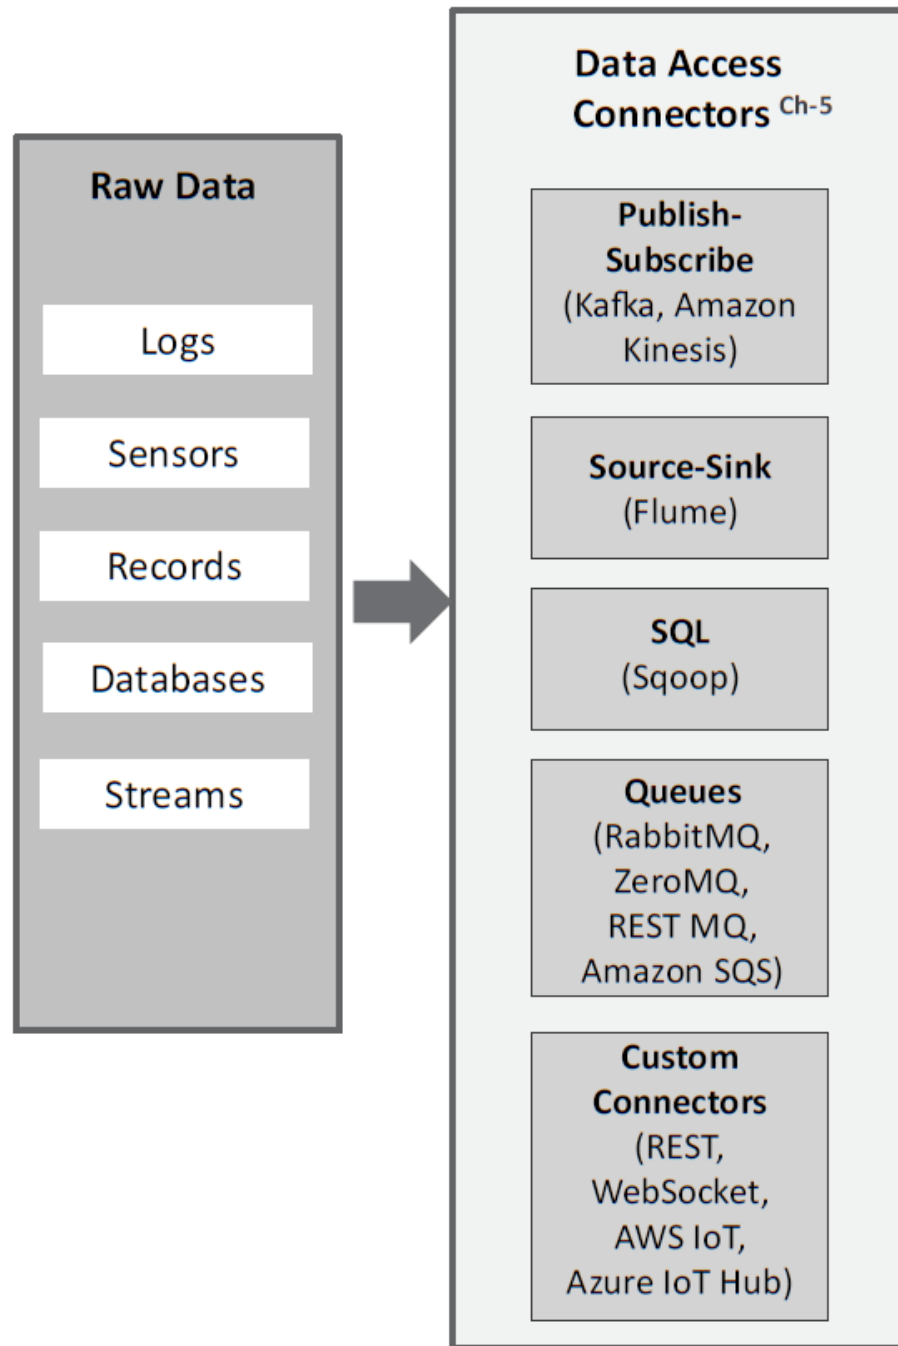 Raw Data
Logs
Sensors
Records
Databases
Streams
Data Access
Connectors Ch-5
Publish-
Subscribe
(Kafka, Amazon
Kinesis)
Source-Sink
(Flume)
SQL
(Sqoop)
Queues
(RabbitMQ,
ZeroMQ,
REST MQ,
Amazon SQS)
Custom
Connectors
(REST,
WebSocket,
AWS IoT,
Azure IoT Hub)